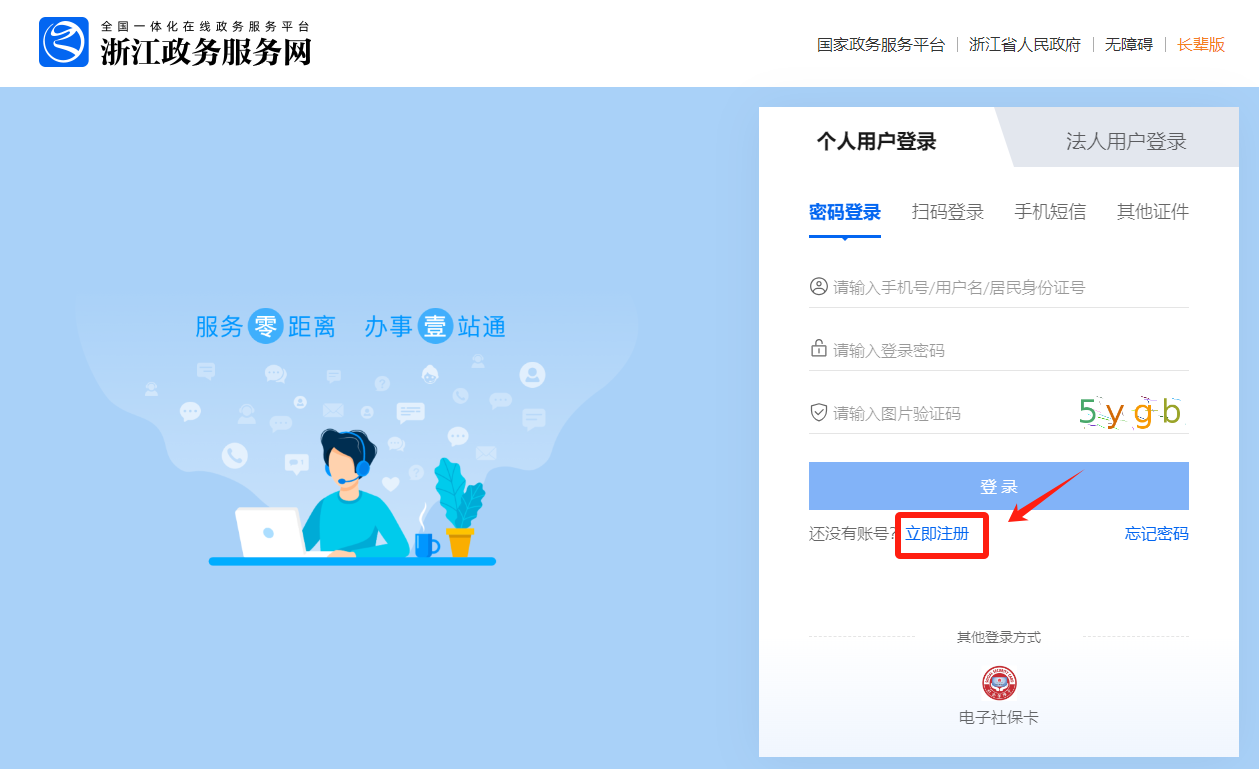 全国一体化在线政务服务平台
浙江政务服务网
国家政务服务平台 浙江省人民政府 无障碍 长辈版
个人用户登录 法人用户登录
密码登录 扫码登录 手机短信 其他证件
请输入手机号/用户名/居民身份证号
请输入登录密码
请输入图片验证码 5ygb
登录
还没有账号? 立即注册 忘记密码
其他登录方式
电子社保卡
服务零距离 办事壹站通